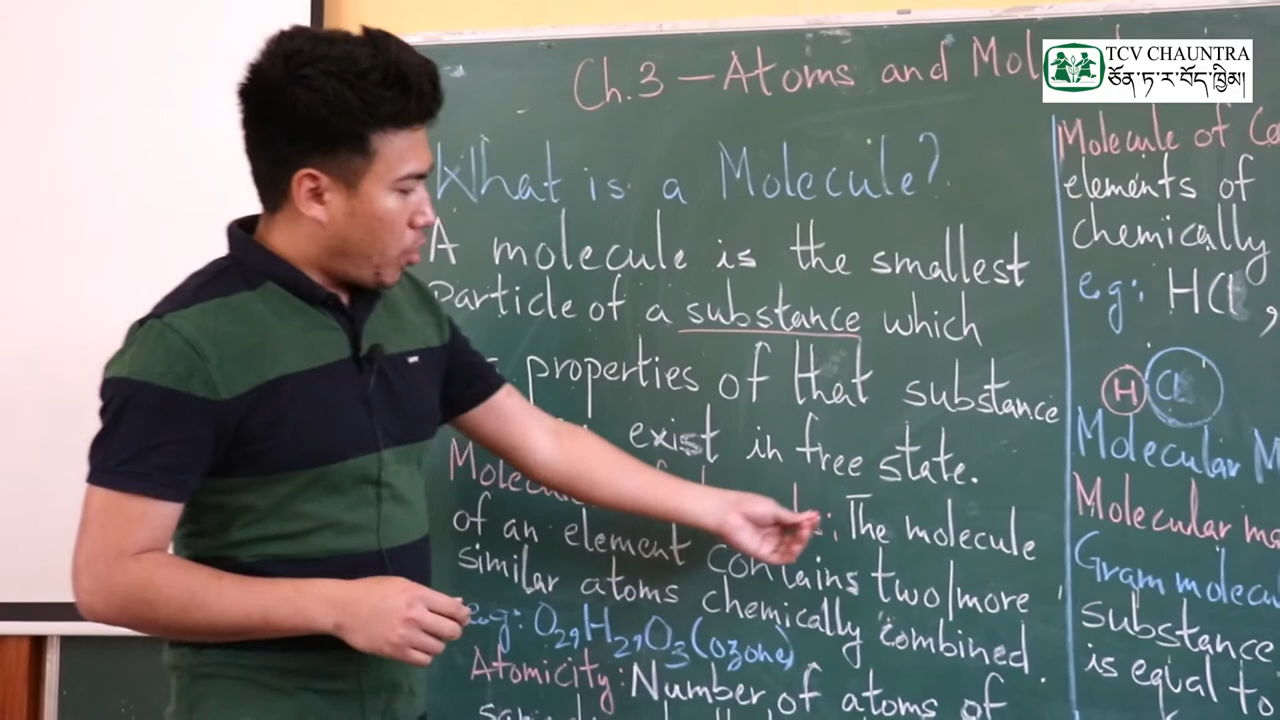 Ch.3 – Atoms and Mol
TCV CHAUNTRA
ཅོན་ཏ་ར་བོད་ཁྱིམ།
What is a Molecule?
A molecule is the smallest
particle of a substance which
properties of that substance
exist in free state.
The molecule
of an element contains two/more
similar atoms chemically combined.
eg: O2, H2, O3 (ozone)
Atomicity: Number of atoms of
Molecule of
elements of
chemically
eg: HCl,
H Cl
Molecular M
Molecular ma
Gram molecu
substance
is equal to